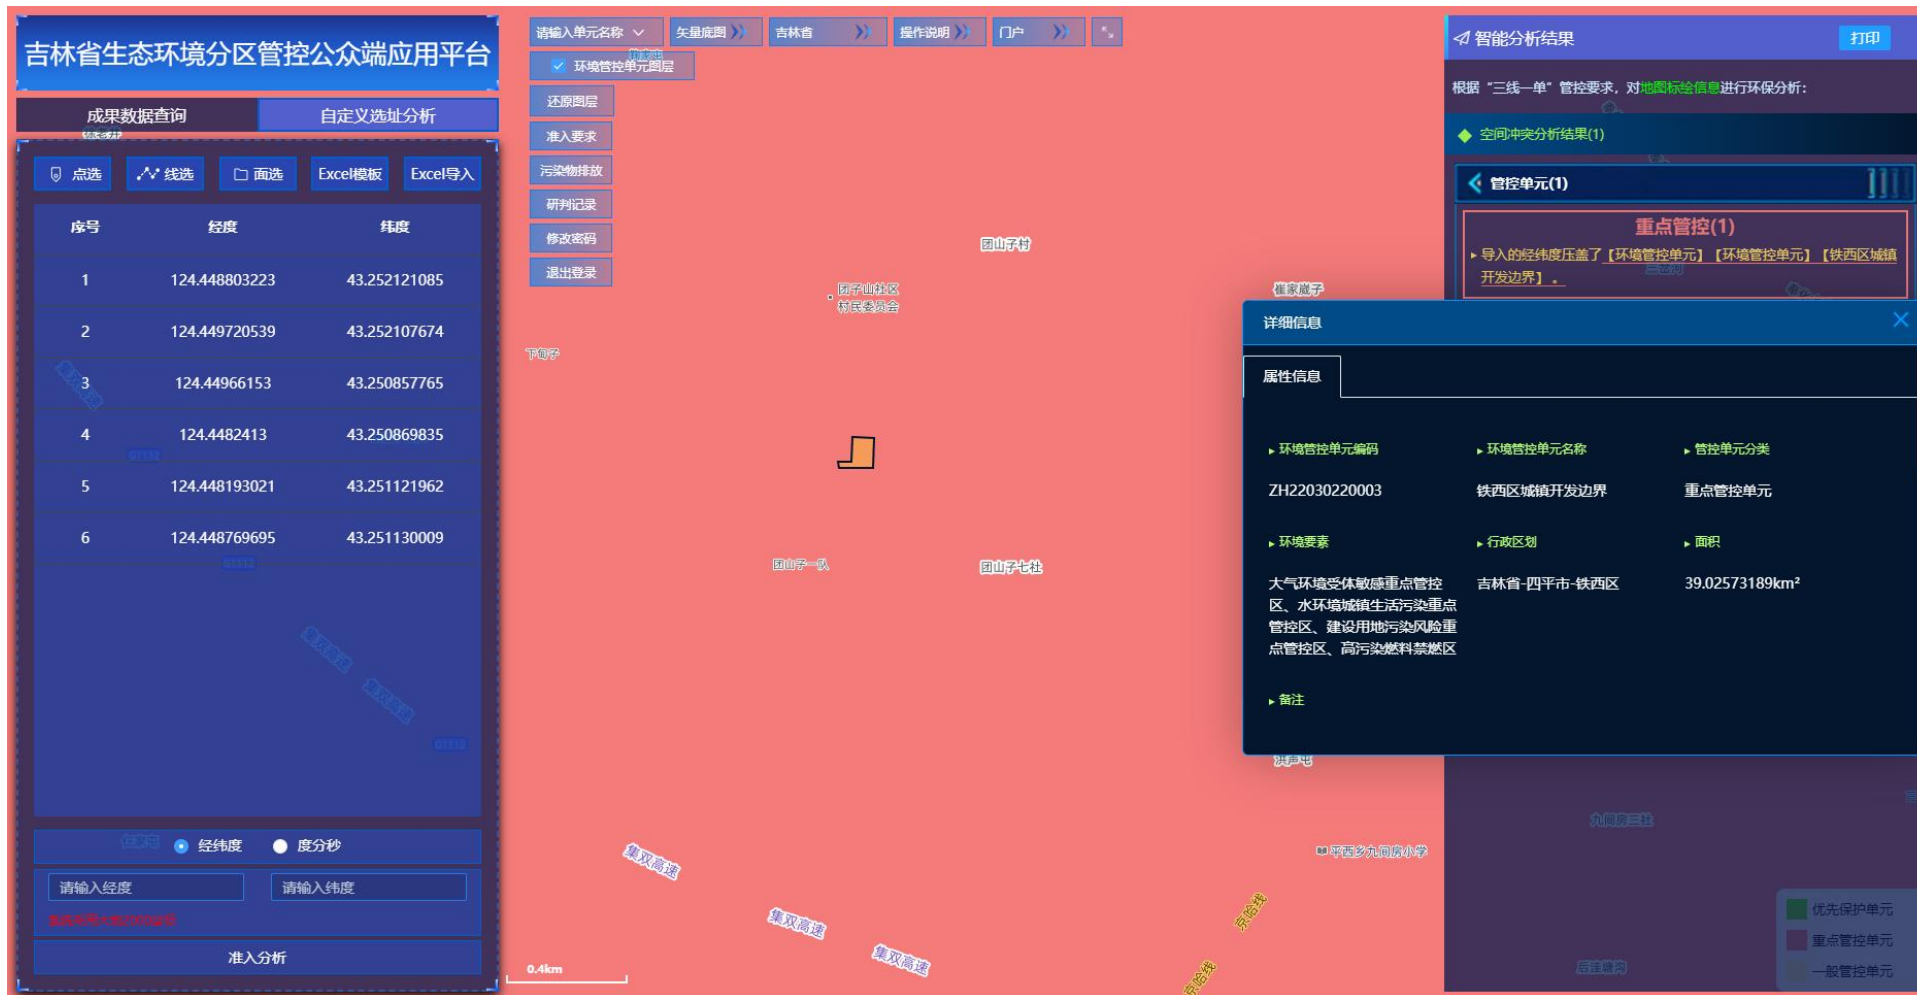 吉林省生态环境分区管控公众端应用平台
成果数据查询 自定义选址分析
点选 线选 面选 Excel模板 Excel导入
序号 经度 纬度
1 124.448803223 43.252121085
2 124.449720539 43.252107674
3 124.44966153 43.250857765
4 124.4482413 43.250869835
5 124.448193021 43.251121962
6 124.448769695 43.251130009
经纬度 度分秒
请输入经度 请输入纬度
准入分析
请输入单元名称 矢量底图 吉林省 操作说明 门户
环境管控单元图层
还原图层
准入要求
污染物排放
研判记录
修改密码
退出登录
团山子村
团子山社区
村民委员会
崔家崴子
下甸子
团山子一队
团山子七社
洪声屯
平西乡九间房小学
集双高速
集双高速
集双高速
京哈线
京哈线
0.4km
智能分析结果 打印
根据“三线一单”管控要求，对地图标绘信息进行环保分析：
空间冲突分析结果(1)
管控单元(1)
重点管控(1)
导入的经纬度压盖了【环境管控单元】【环境管控单元】【铁西区城镇
开发边界】。
详细信息
属性信息
环境管控单元编码 环境管控单元名称 管控单元分类
ZH22030220003 铁西区城镇开发边界 重点管控单元
环境要素 行政区划 面积
大气环境受体敏感重点管控 吉林省-四平市-铁西区 39.02573189km²
区、水环境城镇生活污染重点
管控区、建设用地污染风险重
点管控区、高污染燃料禁燃区
备注
九间房三社
优先保护单元
重点管控单元
一般管控单元